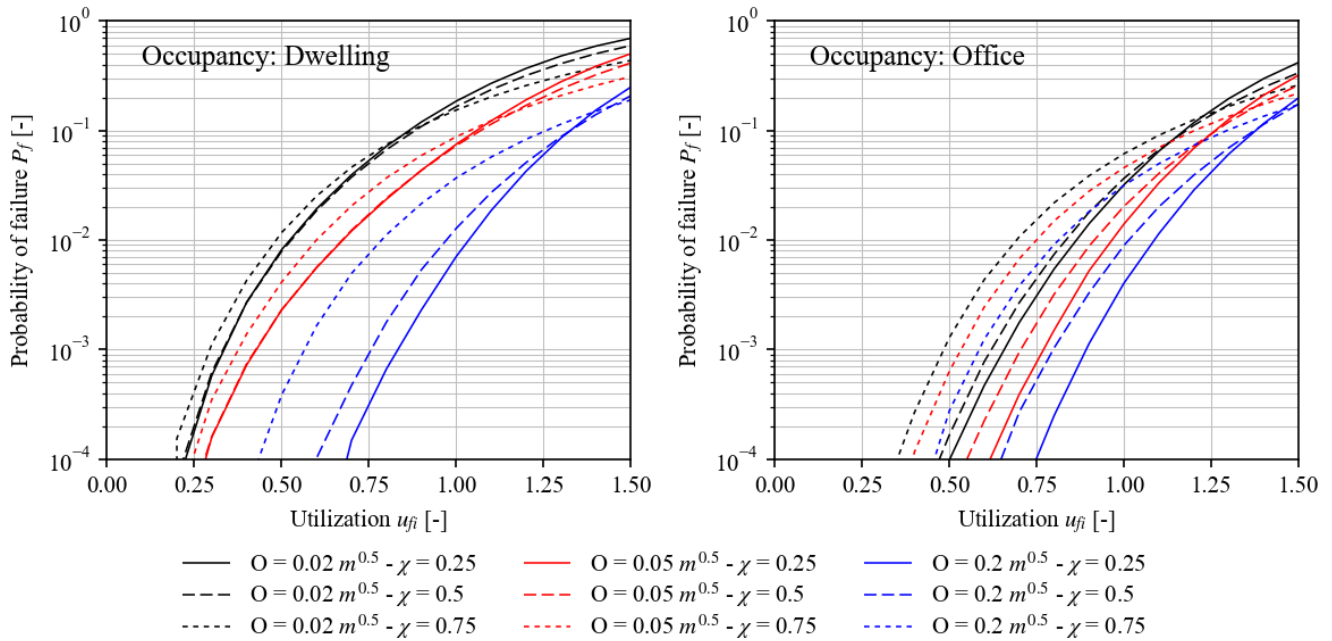 Occupancy: Dwelling
Probability of failure P_f [-]
10^0
10^-1
10^-2
10^-3
10^-4
0.00 0.25 0.50 0.75 1.00 1.25 1.50
Utilization u_fi [-]
Occupancy: Office
Probability of failure P_f [-]
10^0
10^-1
10^-2
10^-3
10^-4
0.00 0.25 0.50 0.75 1.00 1.25 1.50
Utilization u_fi [-]
O = 0.02 m^0.5 - χ = 0.25 O = 0.05 m^0.5 - χ = 0.25 O = 0.2 m^0.5 - χ = 0.25
O = 0.02 m^0.5 - χ = 0.5 O = 0.05 m^0.5 - χ = 0.5 O = 0.2 m^0.5 - χ = 0.5
O = 0.02 m^0.5 - χ = 0.75 O = 0.05 m^0.5 - χ = 0.75 O = 0.2 m^0.5 - χ = 0.75